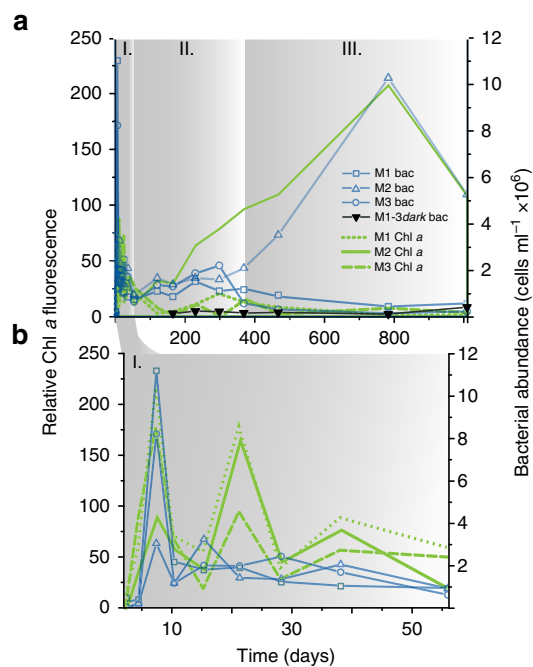 a
250
200
150
100
50
0
I.
II.
III.
12
10
8
6
4
2
0
M1 bac
M2 bac
M3 bac
M1-3dark bac
M1 Chl a
M2 Chl a
M3 Chl a
200
400
600
800
1,000
Relative Chl a fluorescence
Bacterial abundance (cells ml⁻¹ ×10⁶)
b
250
200
150
100
50
0
I.
12
10
8
6
4
2
0
10
30
50
Time (days)